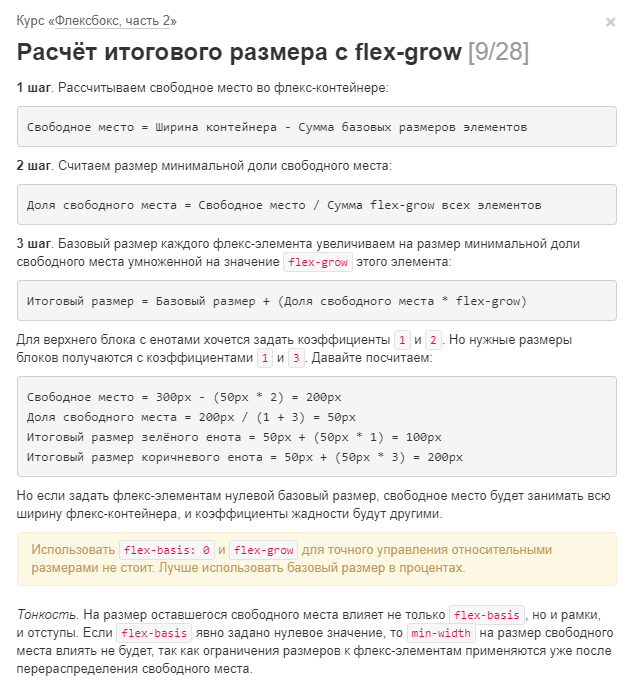 Курс «Флексбокс, часть 2»
×
Расчёт итогового размера с flex-grow [9/28]
1 шаг. Рассчитываем свободное место во флекс-контейнере:
Свободное место = Ширина контейнера - Сумма базовых размеров элементов
2 шаг. Считаем размер минимальной доли свободного места:
Доля свободного места = Свободное место / Сумма flex-grow всех элементов
3 шаг. Базовый размер каждого флекс-элемента увеличиваем на размер минимальной доли
свободного места умноженной на значение flex-grow этого элемента:
Итоговый размер = Базовый размер + (Доля свободного места * flex-grow)
Для верхнего блока с енотами хочется задать коэффициенты 1 и 2. Но нужные размеры
блоков получаются с коэффициентами 1 и 3. Давайте посчитаем:
Свободное место = 300px - (50px * 2) = 200px
Доля свободного места = 200px / (1 + 3) = 50px
Итоговый размер зелёного енота = 50px + (50px * 1) = 100px
Итоговый размер коричневого енота = 50px + (50px * 3) = 200px
Но если задать флекс-элементам нулевой базовый размер, свободное место будет занимать всю
ширину флекс-контейнера, и коэффициенты жадности будут другими.
Использовать flex-basis: 0 и flex-grow для точного управления относительными
размерами не стоит. Лучше использовать базовый размер в процентах.
Тонкость. На размер оставшегося свободного места влияет не только flex-basis, но и рамки,
и отступы. Если flex-basis явно задано нулевое значение, то min-width на размер свободного
места влиять не будет, так как ограничения размеров к флекс-элементам применяются уже после
перераспределения свободного места.